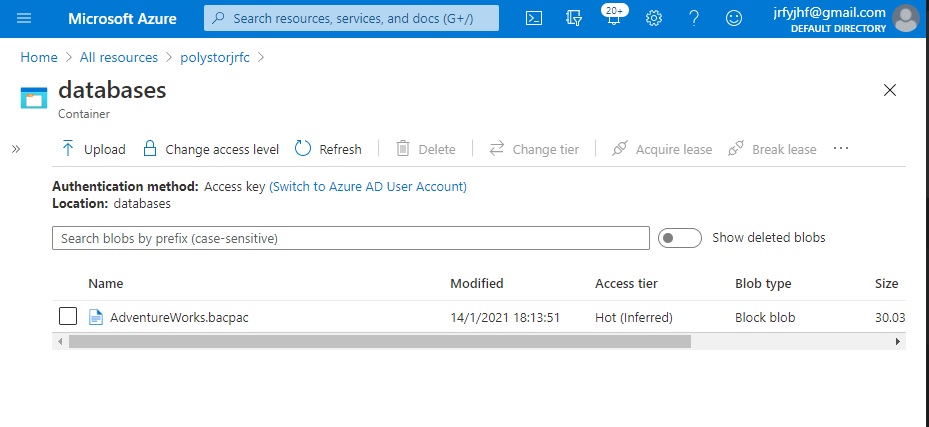 Microsoft Azure
Search resources, services, and docs (G+/)
20+
jrfyjhf@gmail.com
DEFAULT DIRECTORY
Home > All resources > polystorjrfc >
databases
Container
Upload
Change access level
Refresh
Delete
Change tier
Acquire lease
Break lease
Authentication method: Access key (Switch to Azure AD User Account)
Location: databases
Search blobs by prefix (case-sensitive)
Show deleted blobs
Name Modified Access tier Blob type Size
AdventureWorks.bacpac 14/1/2021 18:13:51 Hot (Inferred) Block blob 30.03